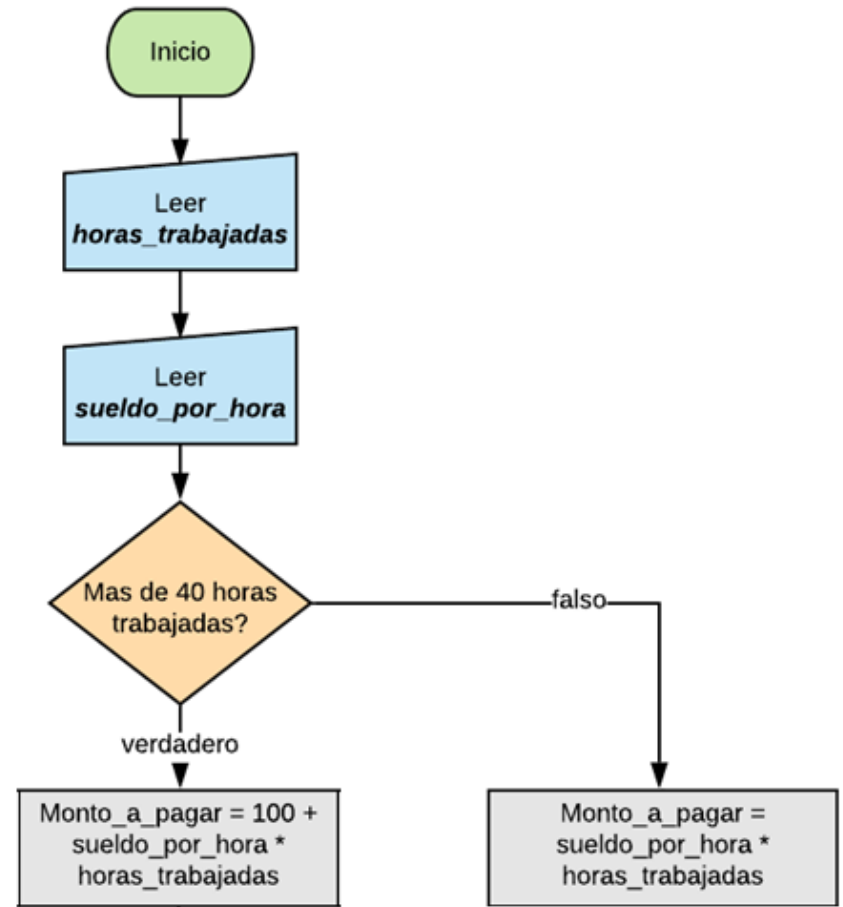 Inicio
Leer
horas_trabajadas
Leer
sueldo_por_hora
Mas de 40 horas
trabajadas?
falso
verdadero
Monto_a_pagar = 100 +
sueldo_por_hora *
horas_trabajadas
Monto_a_pagar =
sueldo_por_hora *
horas_trabajadas